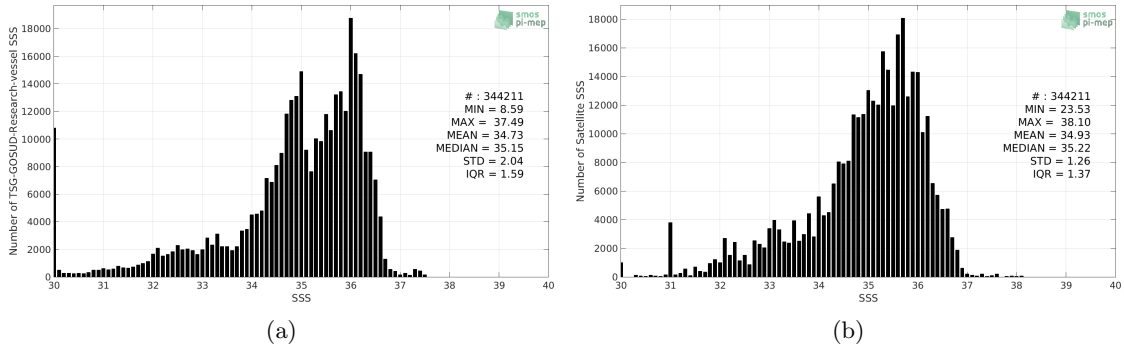 smos
pi-mep
Number of TSG-GOSUD-Research-vessel SSS
18000
16000
14000
12000
10000
8000
6000
4000
2000
0
# : 344211
MIN = 8.59
MAX = 37.49
MEAN = 34.73
MEDIAN = 35.15
STD = 2.04
IQR = 1.59
30 31 32 33 34 35 36 37 38 39 40
SSS
(a)
smos
pi-mep
Number of Satellite SSS
18000
16000
14000
12000
10000
8000
6000
4000
2000
0
# : 344211
MIN = 23.53
MAX = 38.10
MEAN = 34.93
MEDIAN = 35.22
STD = 1.26
IQR = 1.37
30 31 32 33 34 35 36 37 38 39 40
SSS
(b)